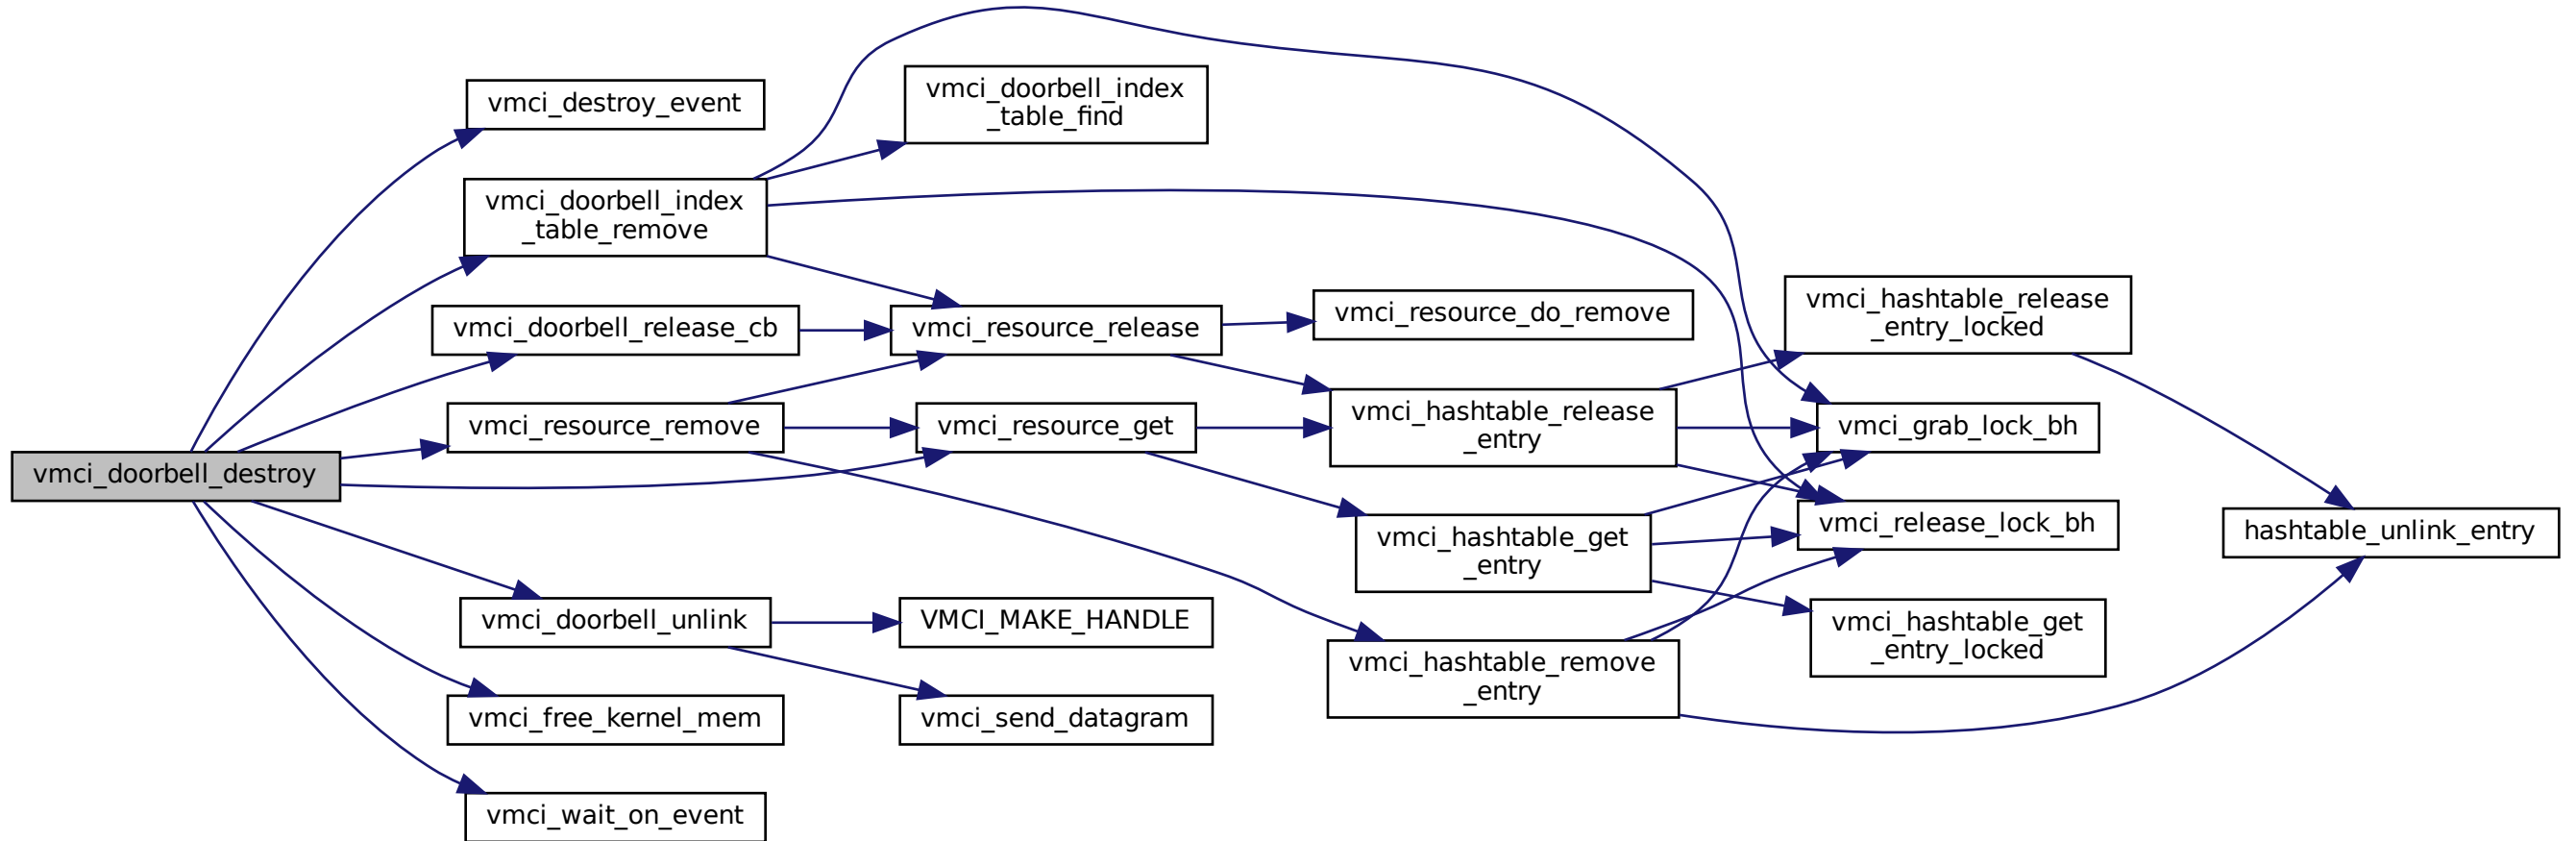 vmci_doorbell_destroy
vmci_destroy_event
vmci_doorbell_index
_table_remove
vmci_doorbell_release_cb
vmci_resource_remove
vmci_doorbell_unlink
vmci_free_kernel_mem
vmci_wait_on_event
vmci_doorbell_index
_table_find
vmci_resource_release
vmci_resource_get
VMCI_MAKE_HANDLE
vmci_send_datagram
vmci_resource_do_remove
vmci_hashtable_release
_entry
vmci_hashtable_get
_entry
vmci_hashtable_remove
_entry
vmci_hashtable_release
_entry_locked
vmci_grab_lock_bh
vmci_release_lock_bh
vmci_hashtable_get
_entry_locked
hashtable_unlink_entry